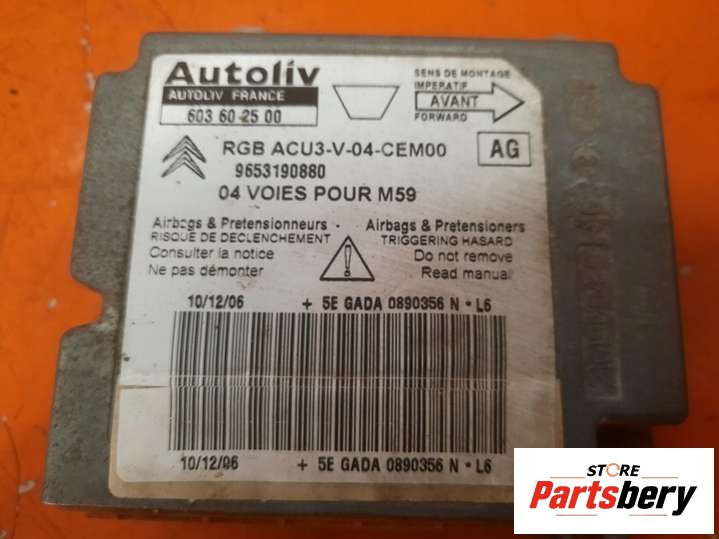 Autoliv
AUTOLIV FRANCE
603 60 25 00
SENS DE MONTAGE
IMPERATIF
AVANT
FORWARD
RGB ACU3-V-04-CEM00
AG
9653190880
04 VOIES POUR M59
Airbags & Pretensionneurs - Airbags & Pretensioners
RISQUE DE DECLENCHEMENT TRIGGERING HASARD
Consulter la notice Do not remove
Ne pas démonter Read manual
10/12/06 + 5E GADA 0890356 N * L6
10/12/06 + 5E GADA 0890356 N * L6
STORE
Partsbery